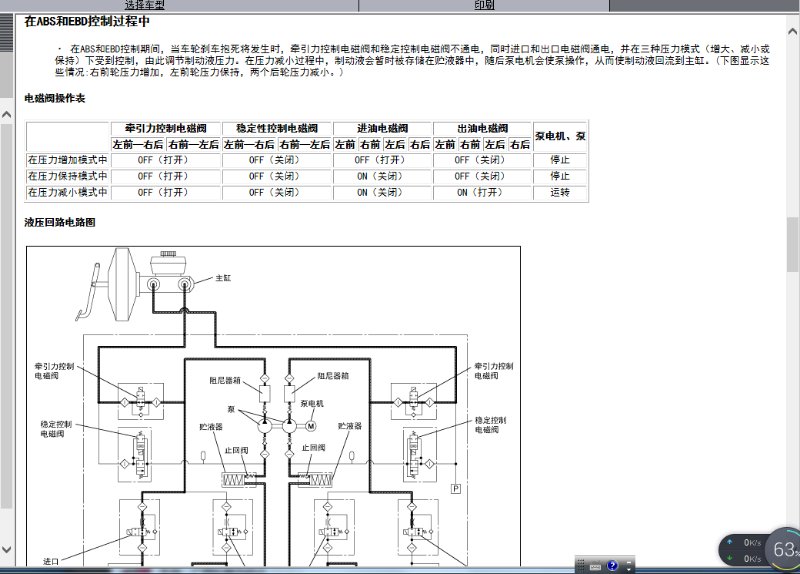 选择车型 印刷
在ABS和EBD控制过程中
· 在ABS和EBD控制期间，当车轮刹车抱死将发生时，牵引力控制电磁阀和稳定控制电磁阀不通电，同时进口和出口电磁阀通电，并在三种压力模式（增大、减小或
保持）下受到控制，由此调节制动液压力。在压力减小过程中，制动液会暂时被存储在贮液器中，随后泵电机会使泵操作，从而使制动液回流到主缸。（下图显示这
些情况:右前轮压力增加，左前轮压力保持，两个后轮压力减小。）
电磁阀操作表
牵引力控制电磁阀 稳定性控制电磁阀 进油电磁阀 出油电磁阀 泵电机、泵
左前一右后 右前一左后 左前一右后 右前一左后 左前 右前 左后 右后 左前 右前 左后 右后
在压力增加模式中 OFF（打开） OFF（关闭） OFF（打开） OFF（关闭） 停止
在压力保持模式中 OFF（打开） OFF（关闭） ON（关闭） OFF（关闭） 停止
在压力减小模式中 OFF（打开） OFF（关闭） ON（关闭） ON（打开） 运转
液压回路电路图
主缸
牵引力控制
电磁阀
阻尼器箱
阻尼器箱
牵引力控制
电磁阀
泵
泵电机
M
稳定控制
电磁阀
贮液器
止回阀
止回阀
贮液器
稳定控制
电磁阀
P
进口
0K/s
0K/s
63%